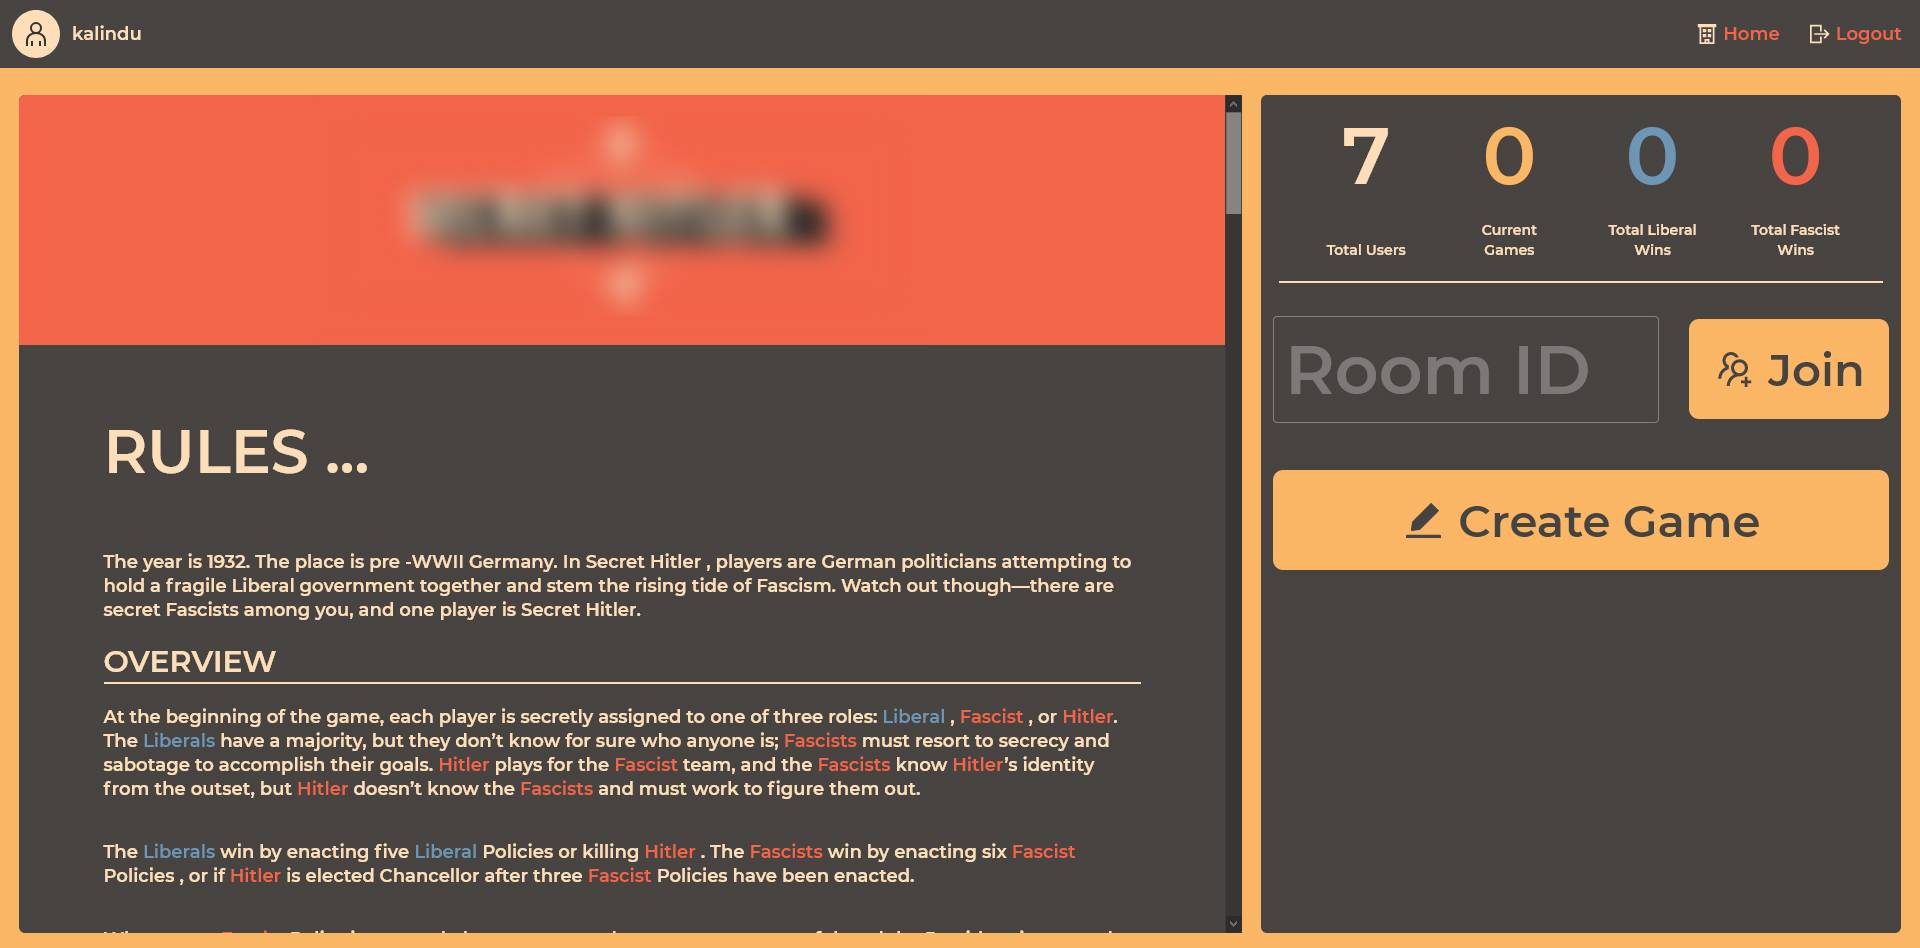 kalindu
Home
Logout
RULES ...
The year is 1932. The place is pre -WWII Germany. In Secret Hitler , players are German politicians attempting to
hold a fragile Liberal government together and stem the rising tide of Fascism. Watch out though—there are
secret Fascists among you, and one player is Secret Hitler.
OVERVIEW
At the beginning of the game, each player is secretly assigned to one of three roles: Liberal , Fascist , or Hitler.
The Liberals have a majority, but they don’t know for sure who anyone is; Fascists must resort to secrecy and
sabotage to accomplish their goals. Hitler plays for the Fascist team, and the Fascists know Hitler’s identity
from the outset, but Hitler doesn’t know the Fascists and must work to figure them out.
The Liberals win by enacting five Liberal Policies or killing Hitler . The Fascists win by enacting six Fascist
Policies , or if Hitler is elected Chancellor after three Fascist Policies have been enacted.
7
Total Users
0
Current
Games
0
Total Liberal
Wins
0
Total Fascist
Wins
Room ID
Join
Create Game